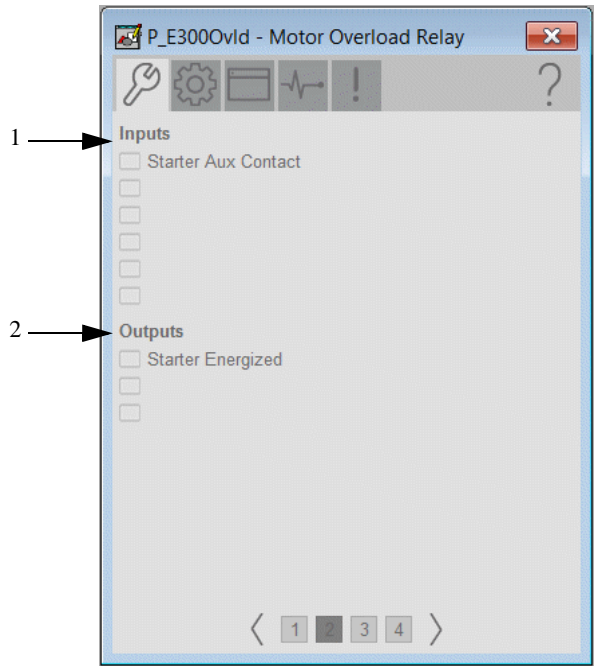 P_E300Ovld - Motor Overload Relay
?
1
Inputs
Starter Aux Contact
2
Outputs
Starter Energized
1 2 3 4